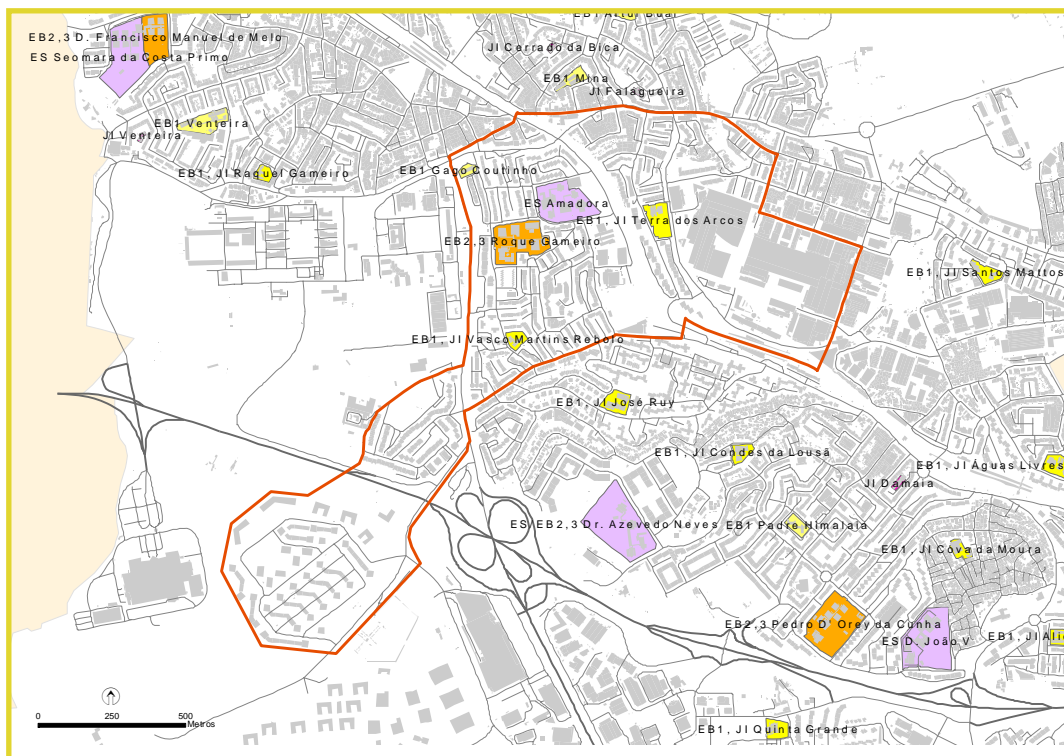 EB1 Artur Bual
EB2,3 D. Francisco Manuel de Melo
JI Cerrado da Bica
ES Seomara da Costa Primo
EB1 Mina
JI Falagueira
EB1 Venteira
JI Venteira
EB1 Gago Coutinho
EB1, JI Raquel Gameiro
ES Amadora
EB1, JI Terra dos Arcos
EB2,3 Roque Gameiro
EB1, JI Santos Mattos
EB1, JI Vasco Martins Rebolo
EB1, JI José Ruy
EB1, JI Condes da Lousã
EB1, JI Águas Livres
JI Damaia
ES EB2,3 Dr. Azevedo Neves
EB1 Padre Himalaia
EB1, JI Cova da Moura
EB2,3 Pedro D' Orey da Cunha
ES D. João V
EB1, JI Ali
0 250 500
Metros
EB1, JI Quinta Grande